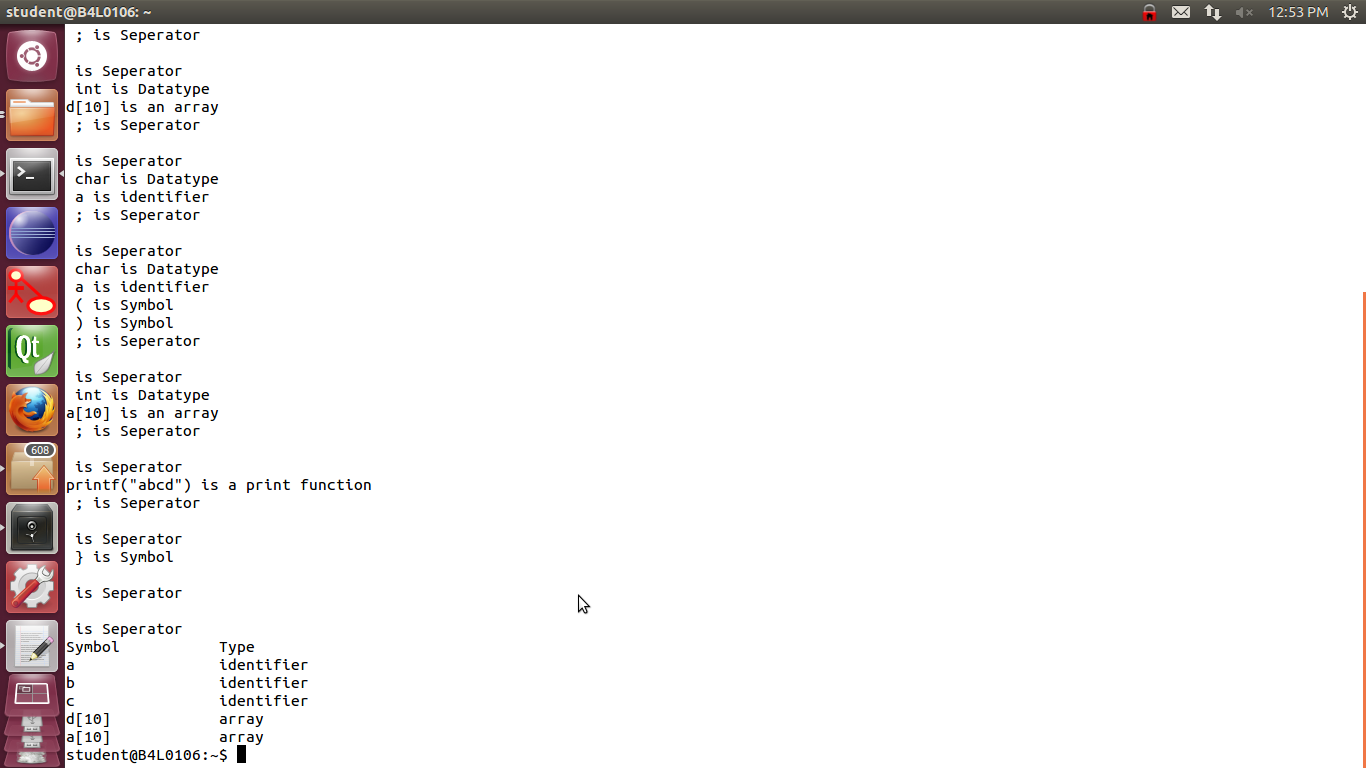 student@B4L0106: ~
12:53 PM
; is Seperator
is Seperator
int is Datatype
d[10] is an array
; is Seperator
is Seperator
char is Datatype
a is identifier
; is Seperator
is Seperator
char is Datatype
a is identifier
( is Symbol
) is Symbol
; is Seperator
is Seperator
int is Datatype
a[10] is an array
; is Seperator
is Seperator
printf("abcd") is a print function
; is Seperator
is Seperator
} is Symbol
is Seperator
is Seperator
Symbol Type
a identifier
b identifier
c identifier
d[10] array
a[10] array
student@B4L0106:~$
>_
Qt
608